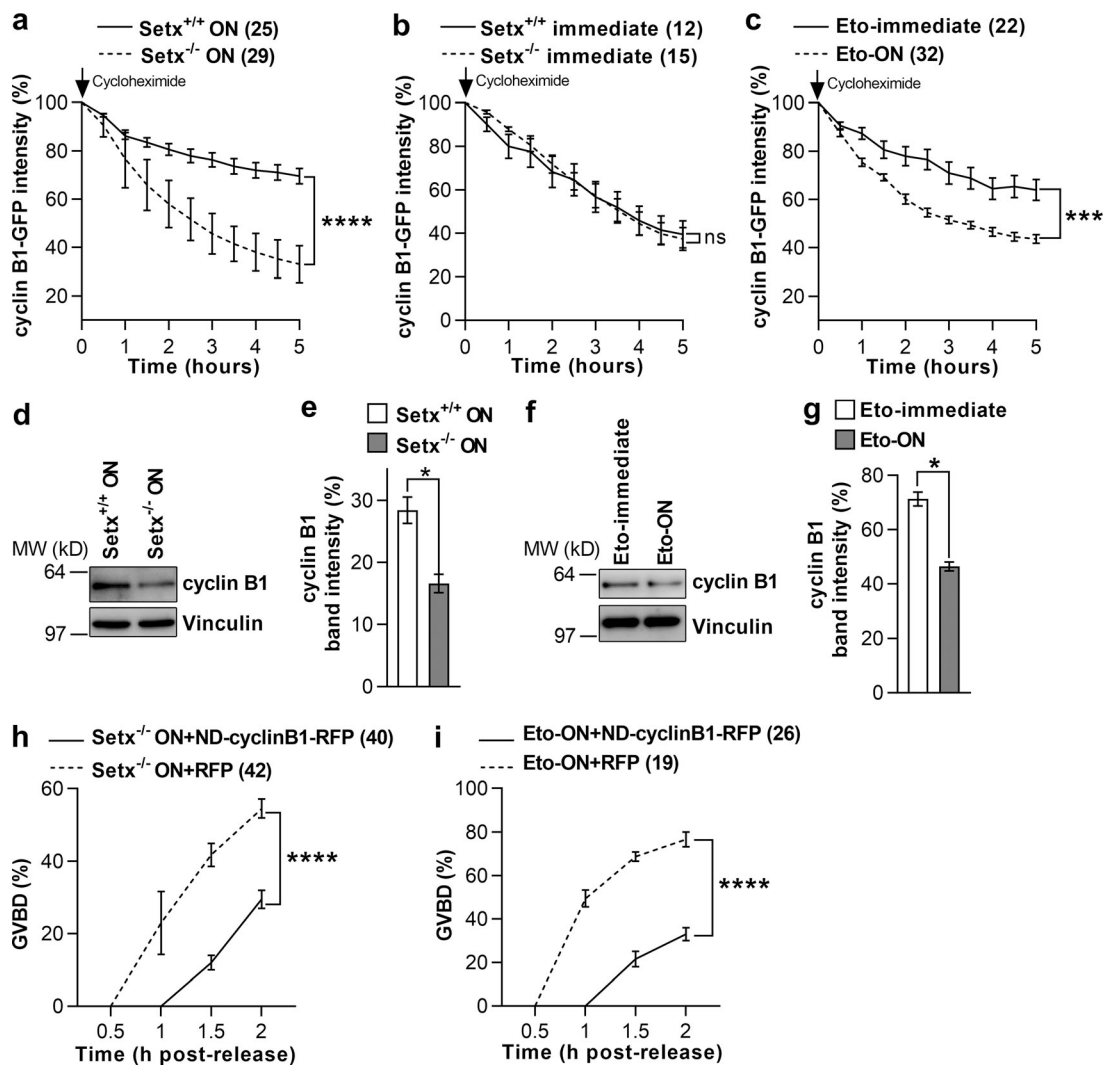 a
Setx+/+ ON (25)
Setx-/- ON (29)
Cycloheximide
cyclin B1-GFP intensity (%)
100
80
60
40
20
0 1 2 3 4 5
Time (hours)
****
b
Setx+/+ immediate (12)
Setx-/- immediate (15)
Cycloheximide
cyclin B1-GFP intensity (%)
100
80
60
40
20
0 1 2 3 4 5
Time (hours)
ns
c
Eto-immediate (22)
Eto-ON (32)
Cycloheximide
cyclin B1-GFP intensity (%)
100
80
60
40
20
0 1 2 3 4 5
Time (hours)
***
d
Setx+/+ ON
Setx-/- ON
MW (kD)
64
cyclin B1
Vinculin
97
e
Setx+/+ ON
Setx-/- ON
cyclin B1
band intensity (%)
30
20
10
0
*
f
Eto-immediate
Eto-ON
MW (kD)
64
cyclin B1
Vinculin
97
g
Eto-immediate
Eto-ON
cyclin B1
band intensity (%)
80
60
40
20
0
*
h
Setx-/- ON+ND-cyclinB1-RFP (40)
Setx-/- ON+RFP (42)
GVBD (%)
60
40
20
0
0.5 1 1.5 2
Time (h post-release)
****
i
Eto-ON+ND-cyclinB1-RFP (26)
Eto-ON+RFP (19)
GVBD (%)
100
80
60
40
20
0
0.5 1 1.5 2
Time (h post-release)
****